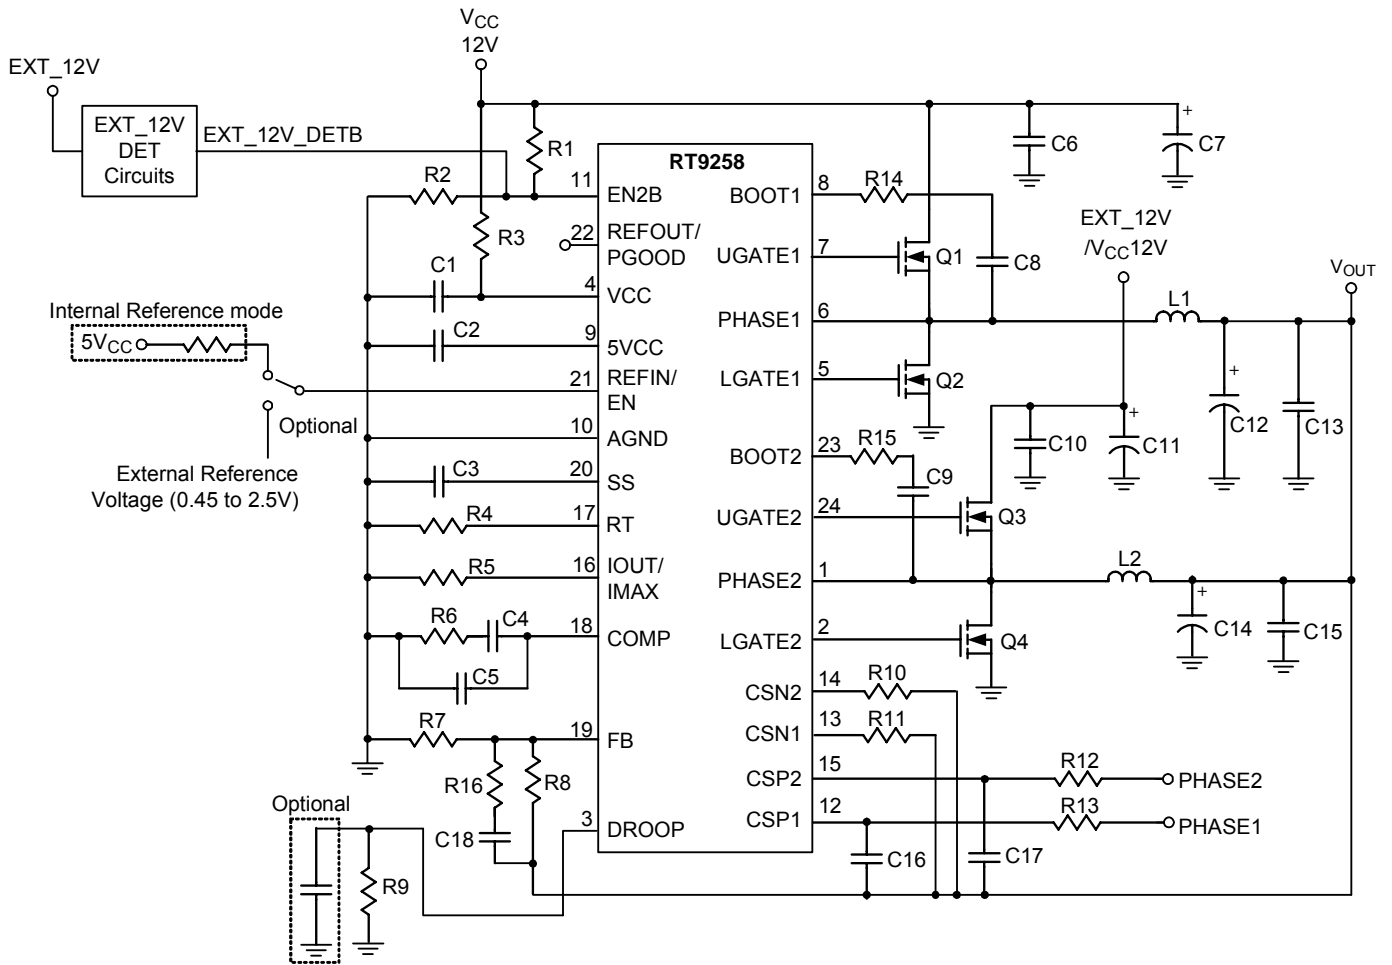 VCC
12V
EXT_12V
EXT_12V
DET
Circuits
EXT_12V_DETB
R1
R2
R3
C1
C2
Internal Reference mode
5VCC
Optional
External Reference
Voltage (0.45 to 2.5V)
C3
R4
R5
R6
C4
C5
R7
R16
R8
C18
Optional
R9
RT9258
11
EN2B
22
REFOUT/
PGOOD
4
VCC
9
5VCC
21
REFIN/
EN
10
AGND
20
SS
17
RT
16
IOUT/
IMAX
18
COMP
19
FB
3
DROOP
BOOT1
8
UGATE1
7
PHASE1
6
LGATE1
5
BOOT2
23
UGATE2
24
PHASE2
1
LGATE2
2
CSN2
14
CSN1
13
CSP2
15
CSP1
12
R14
Q1
C8
Q2
C6
+
C7
EXT_12V
/VCC12V
VOUT
L1
+
C12
C13
R15
C9
C10
+
C11
Q3
L2
+
C14
C15
Q4
R10
R11
R12
PHASE2
R13
PHASE1
C16
C17